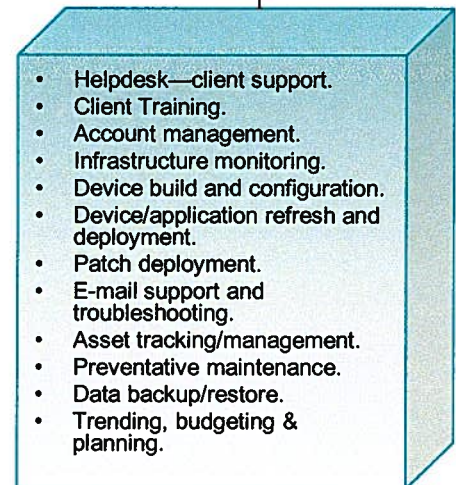 • Helpdesk—client support.
• Client Training.
• Account management.
• Infrastructure monitoring.
• Device build and configuration.
• Device/application refresh and
deployment.
• Patch deployment.
• E-mail support and
troubleshooting.
• Asset tracking/management.
• Preventative maintenance.
• Data backup/restore.
• Trending, budgeting &
planning.